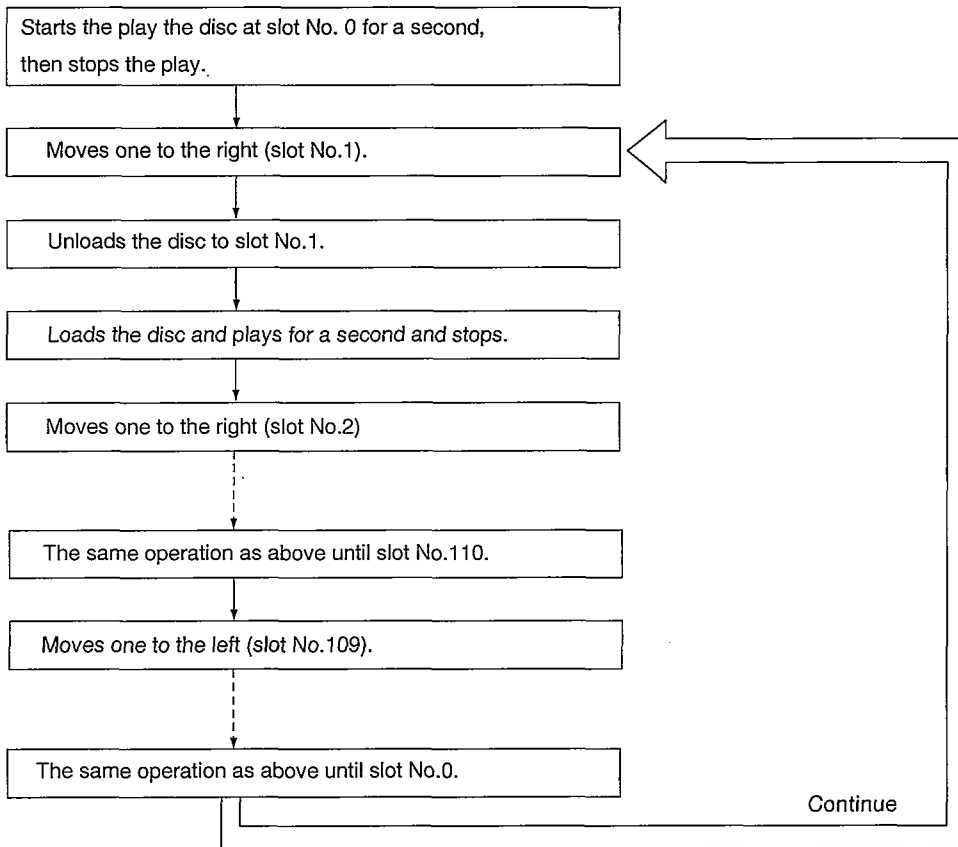 Starts the play the disc at slot No. 0 for a second,
then stops the play.
Moves one to the right (slot No.1).
Unloads the disc to slot No.1.
Loads the disc and plays for a second and stops.
Moves one to the right (slot No.2)
The same operation as above until slot No.110.
Moves one to the left (slot No.109).
The same operation as above until slot No.0.
Continue